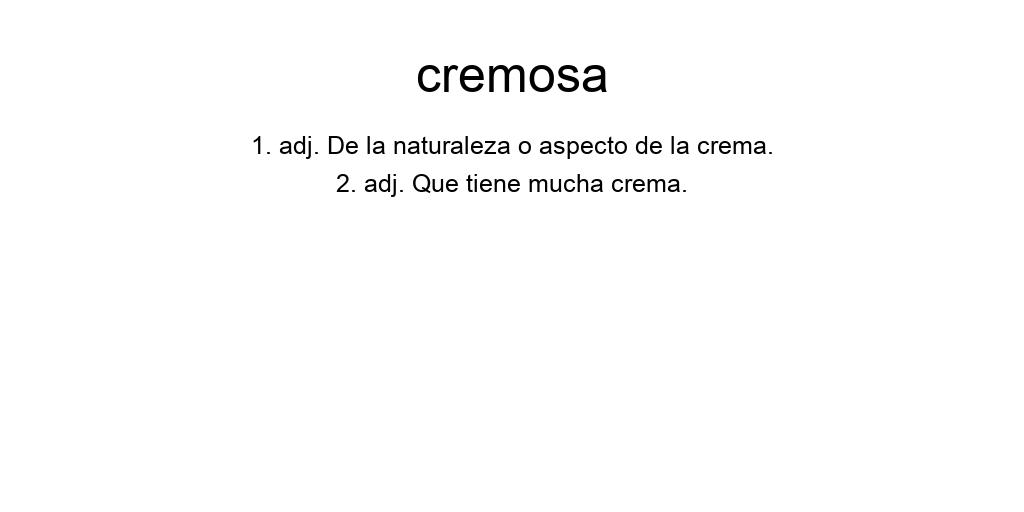 cremosa
1. adj. De la naturaleza o aspecto de la crema.
2. adj. Que tiene mucha crema.